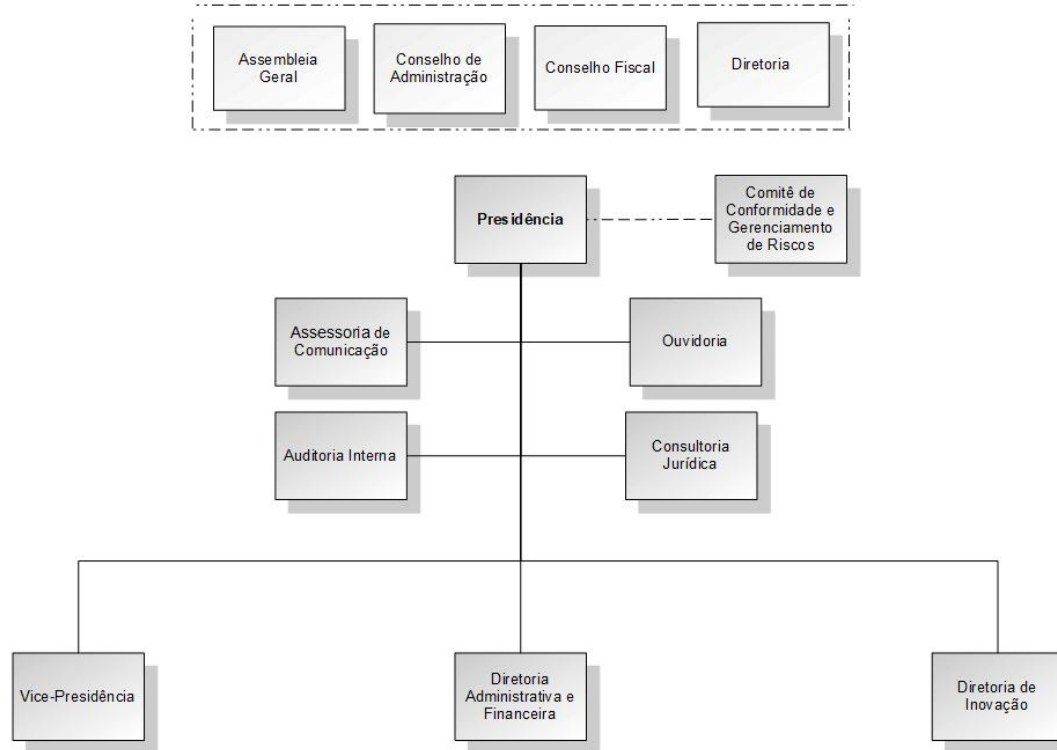 Assembleia
Geral
Conselho de
Administração
Conselho Fiscal
Diretoria
Presidência
Comitê de
Conformidade e
Gerenciamento
de Riscos
Assessoria de
Comunicação
Ouvidoria
Auditoria Interna
Consultoria
Jurídica
Vice-Presidência
Diretoria
Administrativa e
Financeira
Diretoria de
Inovação